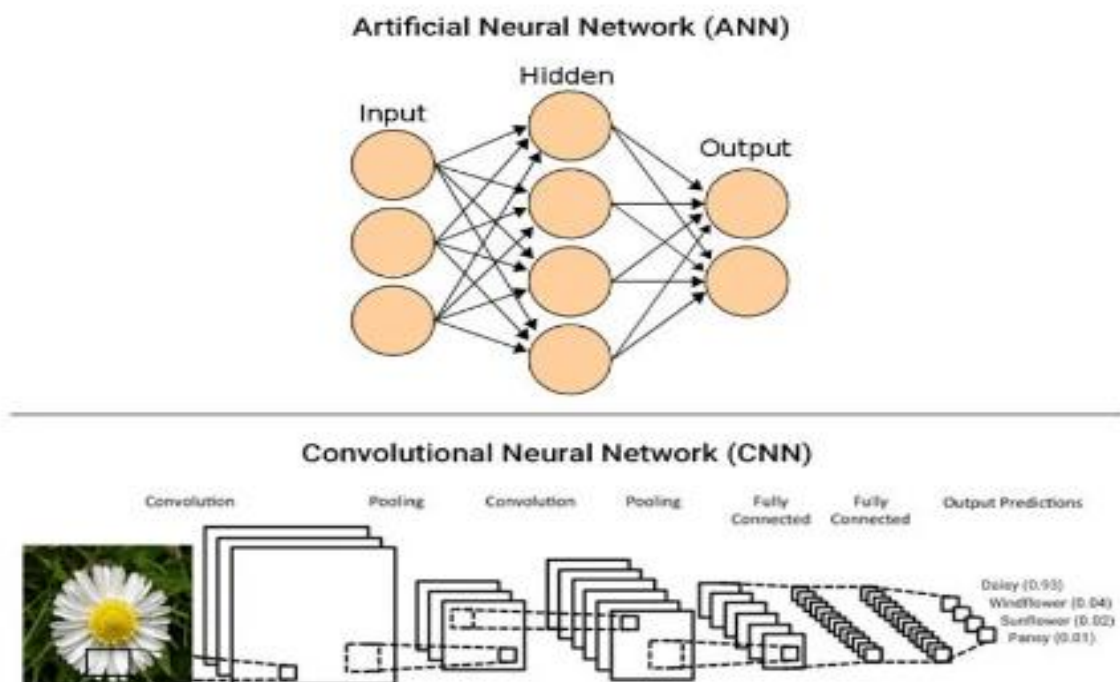 Artificial Neural Network (ANN)
Hidden
Input
Output
Convolutional Neural Network (CNN)
Convolution
Pooling
Convolution
Pooling
Fully
Connected
Fully
Connected
Output Predictions
Daisy (0.93)
Windflower (0.04)
Sunflower (0.02)
Pansy (0.01)